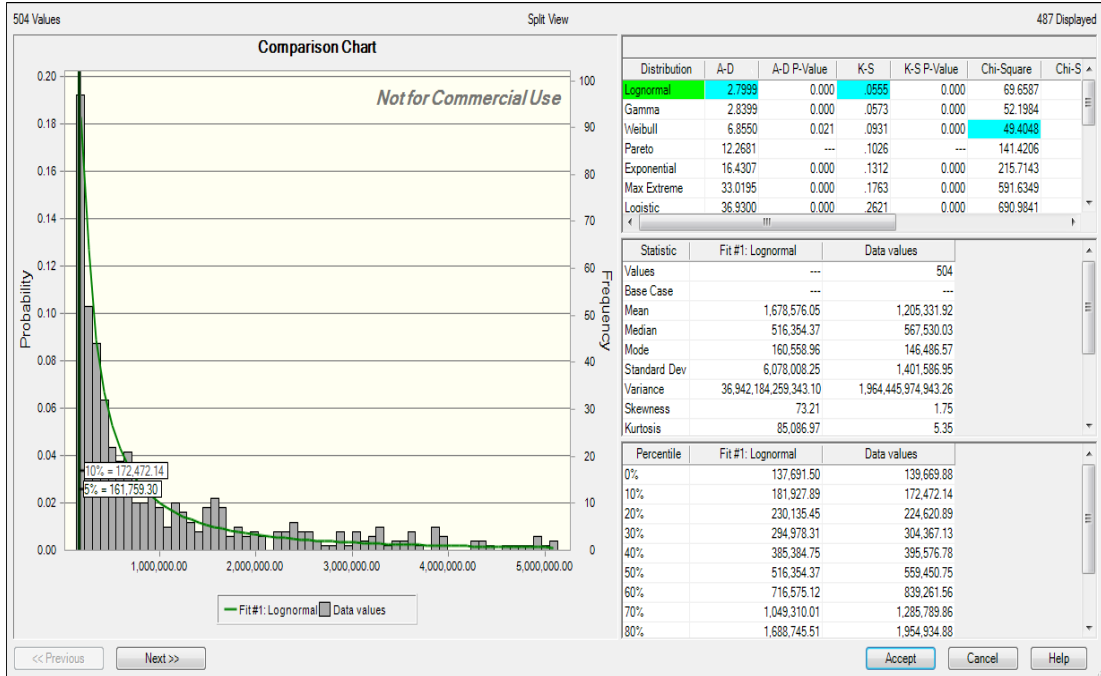 504 Values Split View 487 Displayed
Comparison Chart
Not for Commercial Use
0.20
0.18
0.16
0.14
0.12
0.10
0.08
0.06
0.04
0.02
0.00
Probability
100
90
80
70
60
50
40
30
20
10
0
Frequency
10% = 172,472.14
5% = 161,759.30
1,000,000.00 2,000,000.00 3,000,000.00 4,000,000.00 5,000,000.00
Fit#1: Lognormal Data values
Distribution A-D A-D P-Value K-S K-S P-Value Chi-Square Chi-S
Lognormal 2.7999 0.000 .0555 0.000 69.6587
Gamma 2.8399 0.000 .0573 0.000 52.1984
Weibull 6.8550 0.021 .0931 0.000 49.4048
Pareto 12.2681 --- .1026 --- 141.4206
Exponential 16.4307 0.000 .1312 0.000 215.7143
Max Extreme 33.0195 0.000 .1763 0.000 591.6349
Logistic 36.9300 0.000 .2621 0.000 690.9841
Statistic Fit #1: Lognormal Data values
Values --- 504
Base Case --- ---
Mean 1,678,576.05 1,205,331.92
Median 516,354.37 567,530.03
Mode 160,558.96 146,486.57
Standard Dev 6,078,008.25 1,401,586.95
Variance 36,942,184,259,343.10 1,964,445,974,943.26
Skewness 73.21 1.75
Kurtosis 85,086.97 5.35
Percentile Fit #1: Lognormal Data values
0% 137,691.50 139,669.88
10% 181,927.89 172,472.14
20% 230,135.45 224,620.89
30% 294,978.31 304,367.13
40% 385,384.75 395,576.78
50% 516,354.37 559,450.75
60% 716,575.12 839,261.56
70% 1,049,310.01 1,285,789.86
80% 1,688,745.51 1,954,934.88
<< Previous Next >> Accept Cancel Help